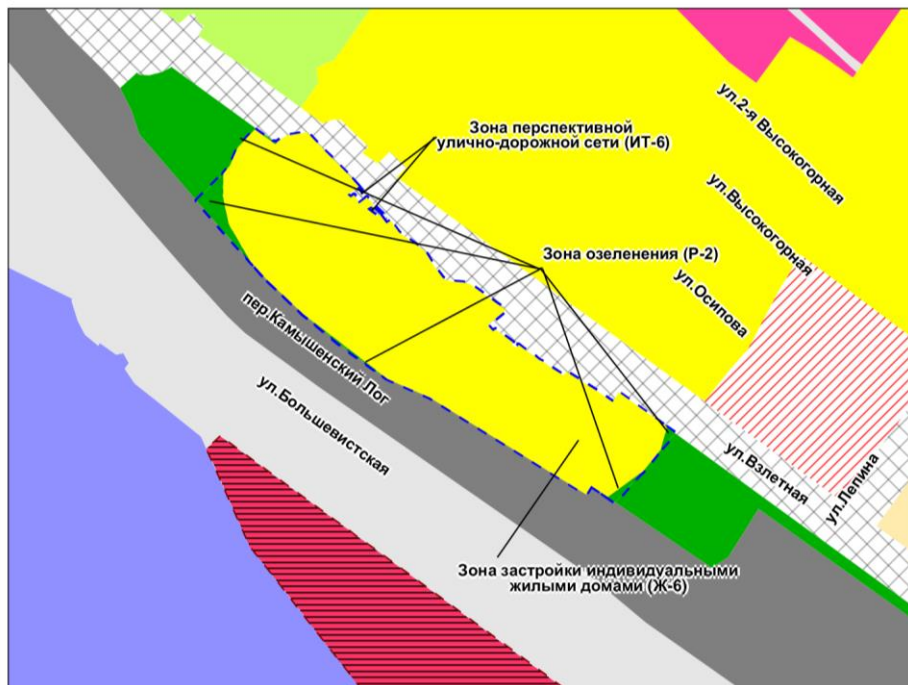 ул.2-я Высокогорная
Зона перспективной
улично-дорожной сети (ИТ-6)
ул.Высокогорная
Зона озеленения (Р-2)
ул.Осипова
пер.Камышенский Лог
ул.Большевистская
ул.Взлетная
ул.Лепина
Зона застройки индивидуальными
жилыми домами (Ж-6)